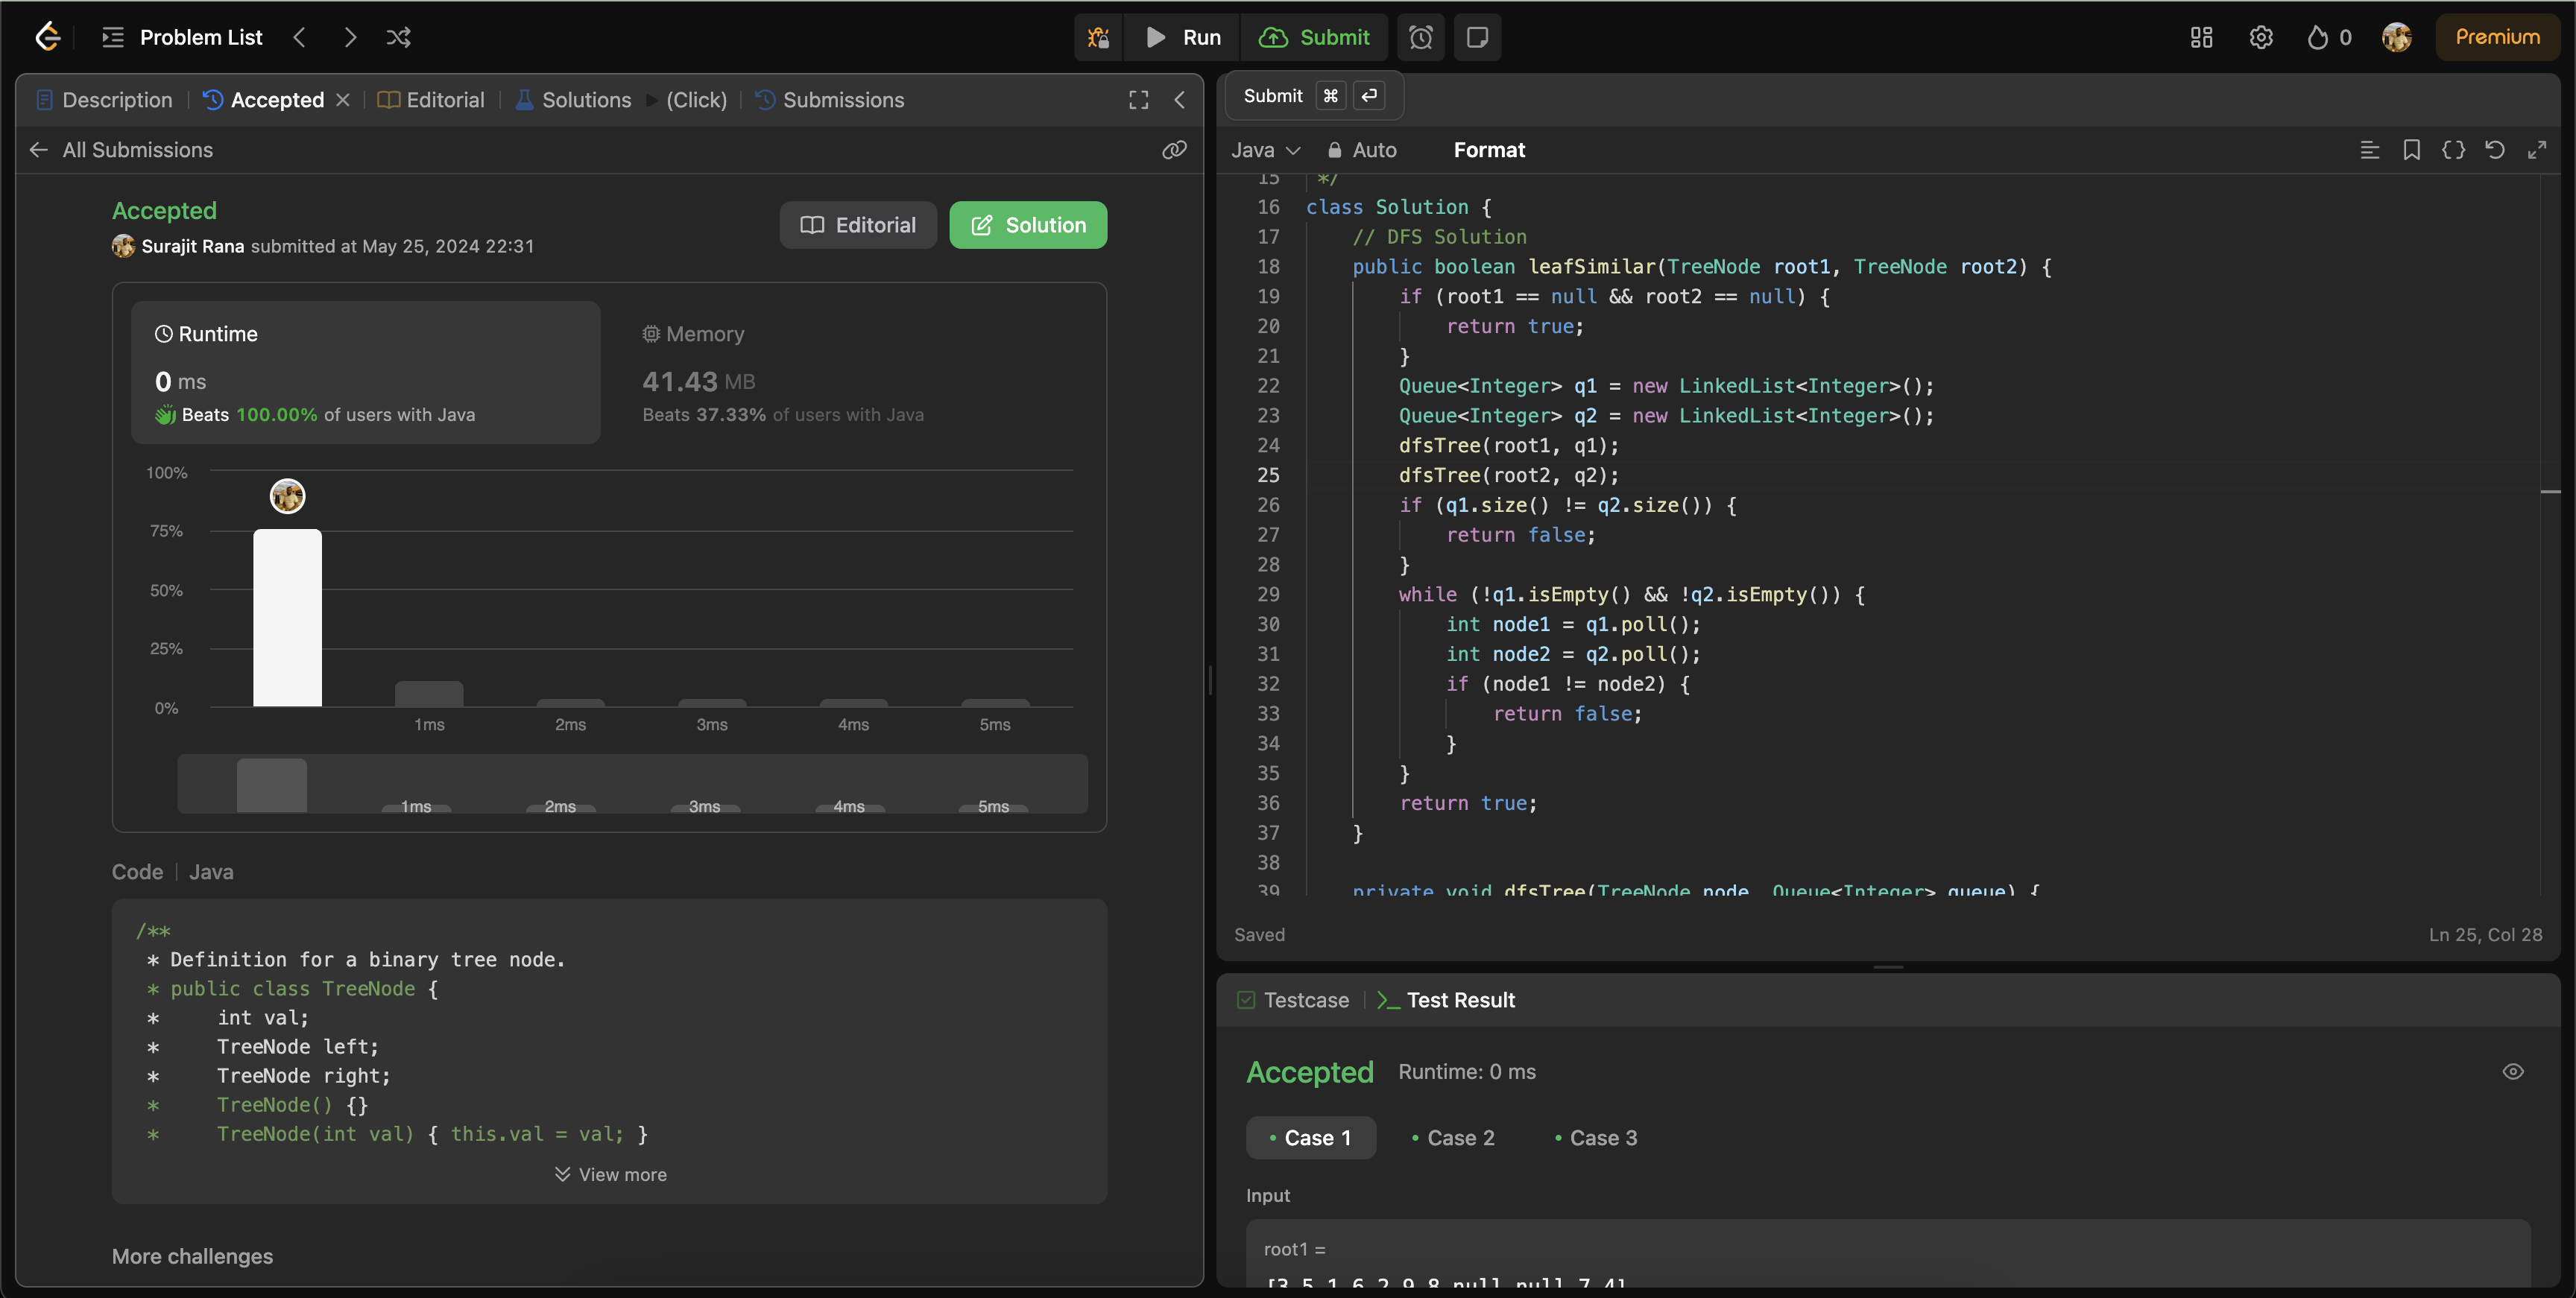 Problem List
Run
Submit
0
Premium
Description
Accepted
Editorial
Solutions
(Click)
Submissions
All Submissions
Accepted
Surajit Rana submitted at May 25, 2024 22:31
Editorial
Solution
Runtime
0 ms
Beats 100.00% of users with Java
Memory
41.43 MB
Beats 37.33% of users with Java
100%
75%
50%
25%
0%
1ms 2ms 3ms 4ms 5ms
1ms 2ms 3ms 4ms 5ms
Code | Java
/**
 * Definition for a binary tree node.
 * public class TreeNode {
 *     int val;
 *     TreeNode left;
 *     TreeNode right;
 *     TreeNode() {}
 *     TreeNode(int val) { this.val = val; }
View more
More challenges
Submit ⌘
Java
Auto
Format
15 */
16 class Solution {
17     // DFS Solution
18     public boolean leafSimilar(TreeNode root1, TreeNode root2) {
19         if (root1 == null && root2 == null) {
20             return true;
21         }
22         Queue<Integer> q1 = new LinkedList<Integer>();
23         Queue<Integer> q2 = new LinkedList<Integer>();
24         dfsTree(root1, q1);
25         dfsTree(root2, q2);
26         if (q1.size() != q2.size()) {
27             return false;
28         }
29         while (!q1.isEmpty() && !q2.isEmpty()) {
30             int node1 = q1.poll();
31             int node2 = q2.poll();
32             if (node1 != node2) {
33                 return false;
34             }
35         }
36         return true;
37     }
38
39     private void dfsTree(TreeNode node, Queue<Integer> queue) {
Saved
Ln 25, Col 28
Testcase
Test Result
Accepted
Runtime: 0 ms
• Case 1
• Case 2
• Case 3
Input
root1 =
[3,5,1,6,2,9,8,null,null,7,4]